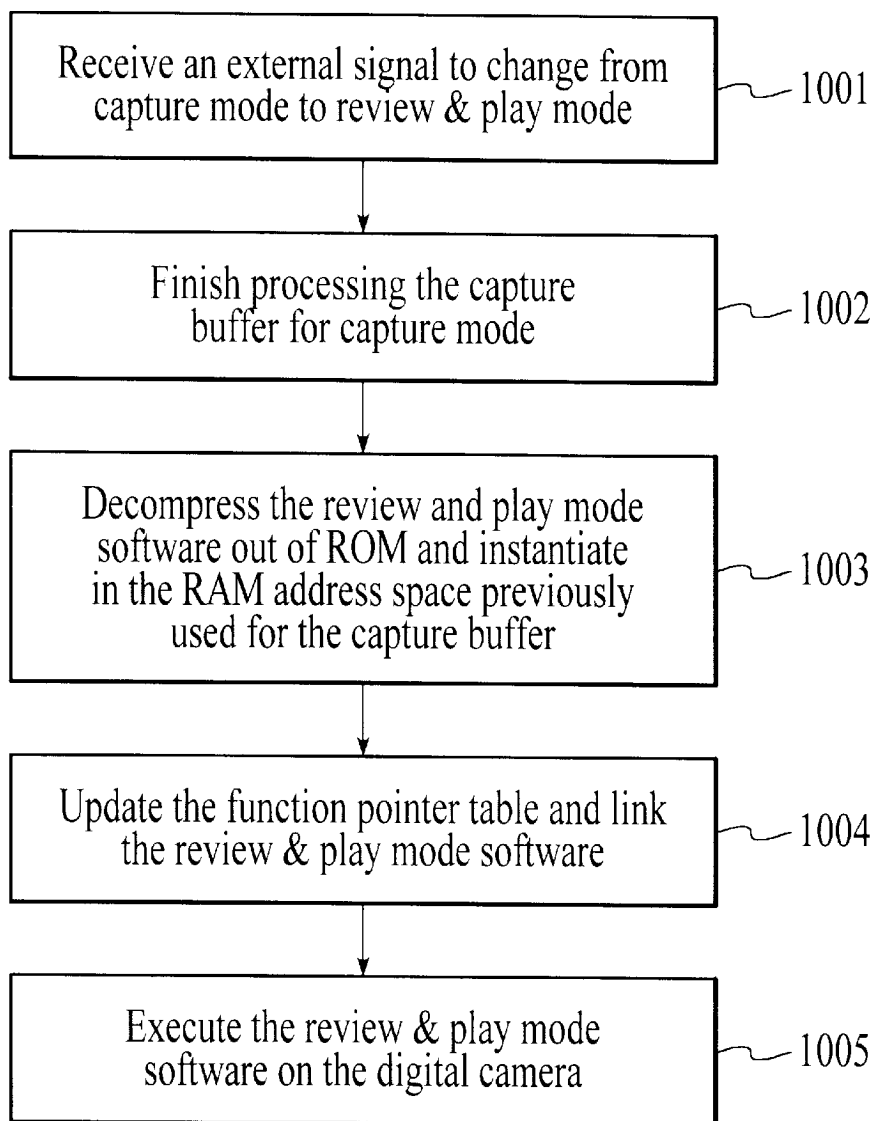 Receive an external signal to change from
capture mode to review & play mode
1001
Finish processing the capture
buffer for capture mode
1002
Decompress the review and play mode
software out of ROM and instantiate
in the RAM address space previously
used for the capture buffer
1003
Update the function pointer table and link
the review & play mode software
1004
Execute the review & play mode
software on the digital camera
1005